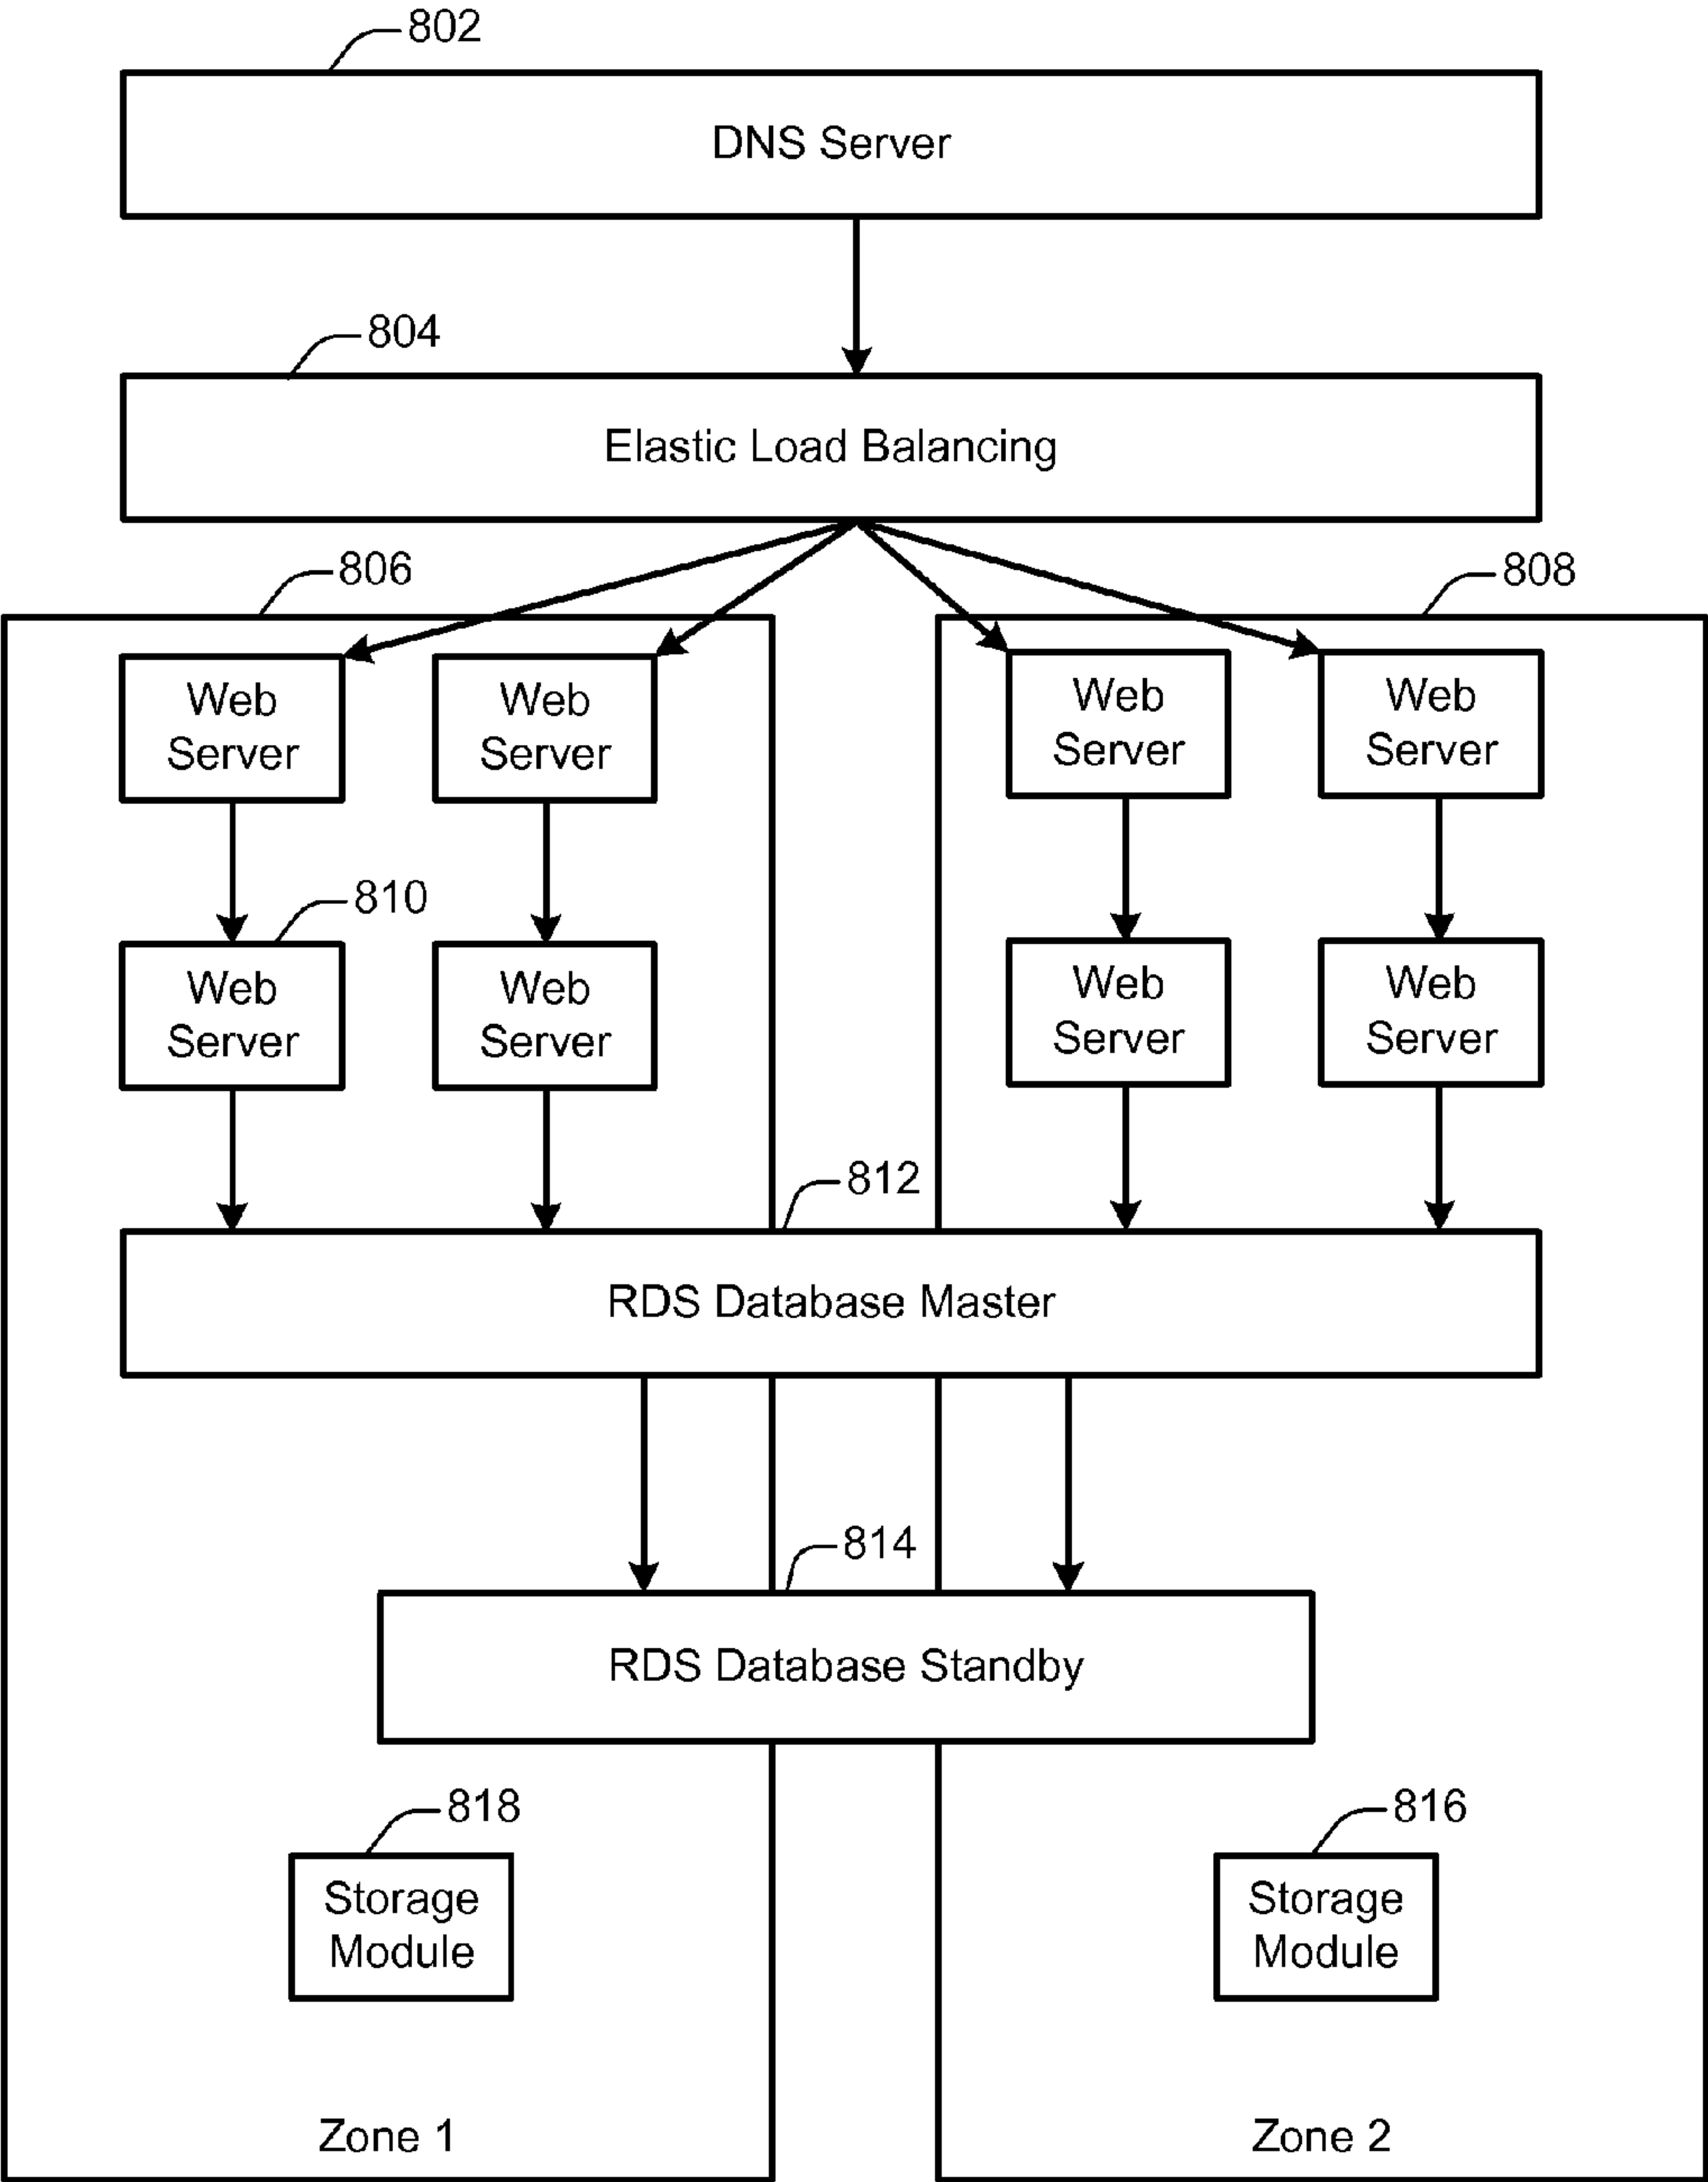 802
DNS Server
804
Elastic Load Balancing
806
808
Web
Server
Web
Server
Web
Server
Web
Server
810
Web
Server
Web
Server
Web
Server
Web
Server
812
RDS Database Master
814
RDS Database Standby
818
816
Storage
Module
Storage
Module
Zone 1
Zone 2